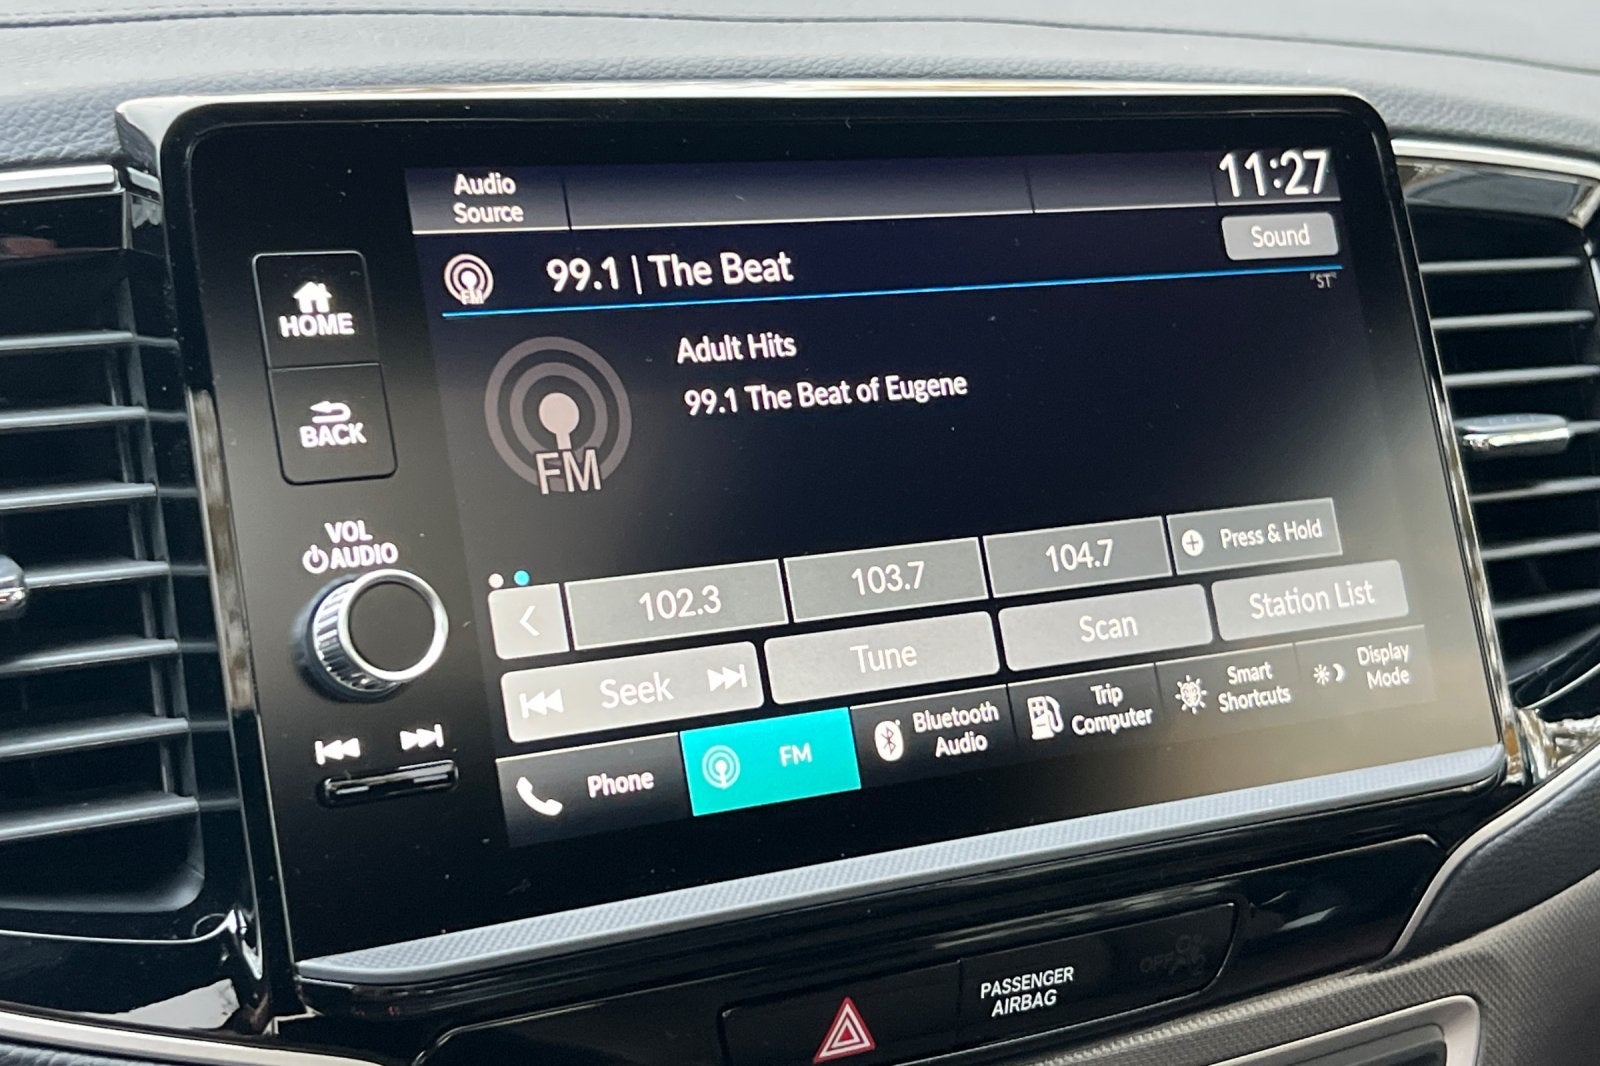 Audio
Source
11:27
Sound
FM
99.1 | The Beat
"ST"
Adult Hits
99.1 The Beat of Eugene
FM
HOME
BACK
VOL
AUDIO
102.3
103.7
104.7
Press & Hold
Seek
Tune
Scan
Station List
Phone
FM
Bluetooth
Audio
Trip
Computer
Smart
Shortcuts
Display
Mode
PASSENGER
AIRBAG
OFF